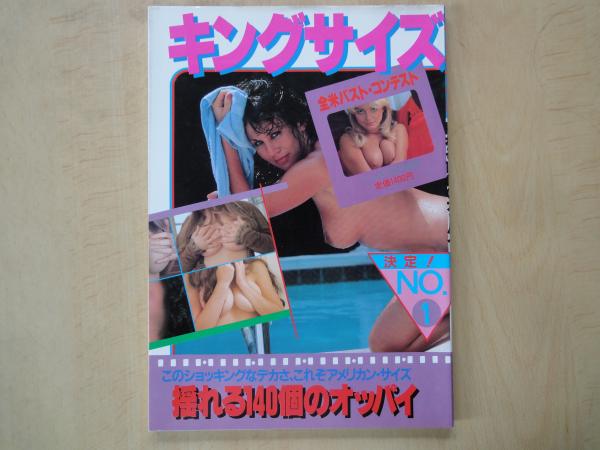 キングサイズ
全米バスト・コンテスト
定価1400円
決定!
NO.
1
このショッキングなデカさ、これぞアメリカン・サイズ
揺れる140個のオッパイ